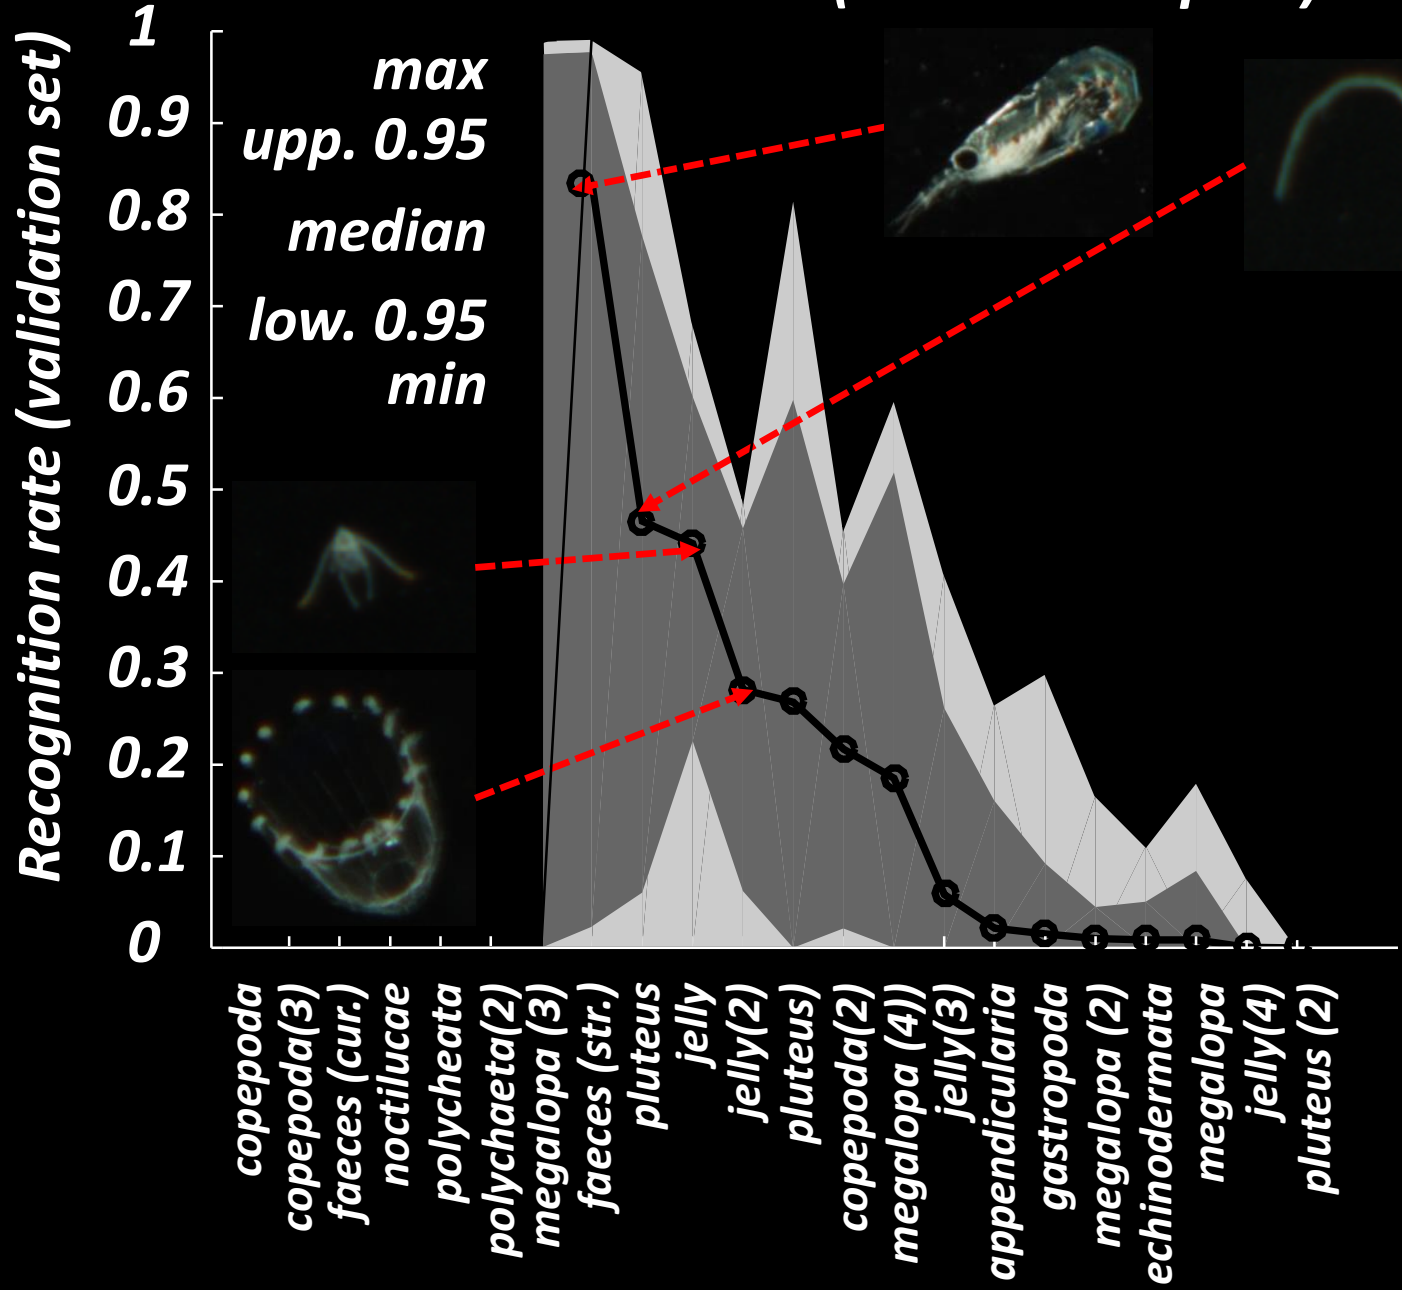 1
0.9
0.8
0.7
0.6
0.5
0.4
0.3
0.2
0.1
0
Recognition rate (validation set)
max
upp. 0.95
median
low. 0.95
min
copepoda
copepoda(3)
faeces (cur.)
noctilucae
polycheata
polychaeta(2)
megalopa (3)
faeces (str.)
pluteus
jelly
jelly(2)
pluteus)
copepoda(2)
megalopa (4))
jelly(3)
appendicularia
gastropoda
megalopa (2)
echinodermata
megalopa
jelly(4)
pluteus (2)